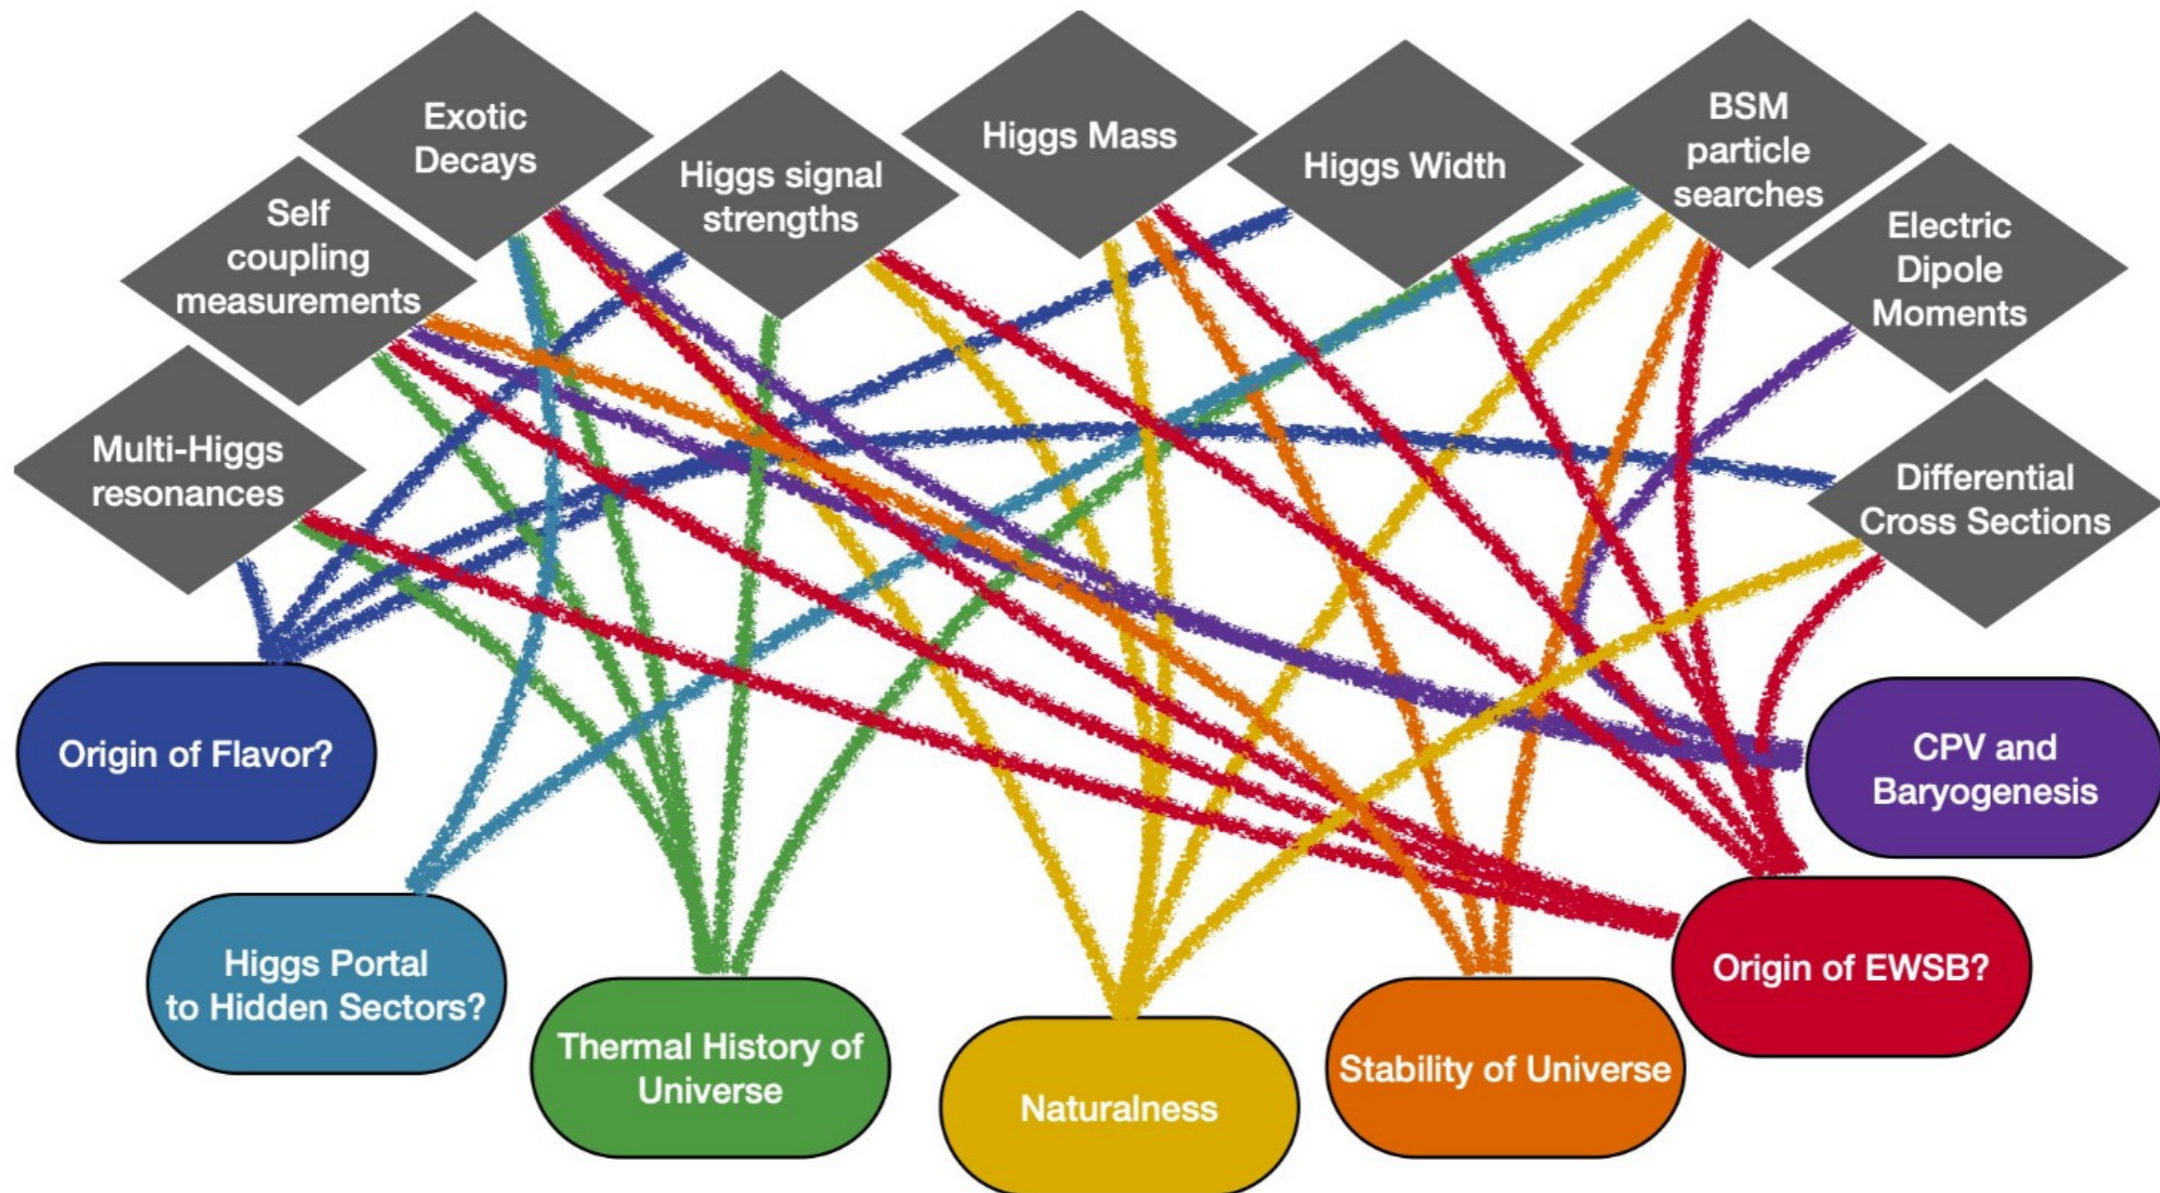 Exotic
Decays
Higgs signal
strengths
Higgs Mass
Higgs Width
BSM
particle
searches
Self
coupling
measurements
Electric
Dipole
Moments
Multi-Higgs
resonances
Differential
Cross Sections
Origin of Flavor?
CPV and
Baryogenesis
Higgs Portal
to Hidden Sectors?
Thermal History of
Universe
Naturalness
Stability of Universe
Origin of EWSB?